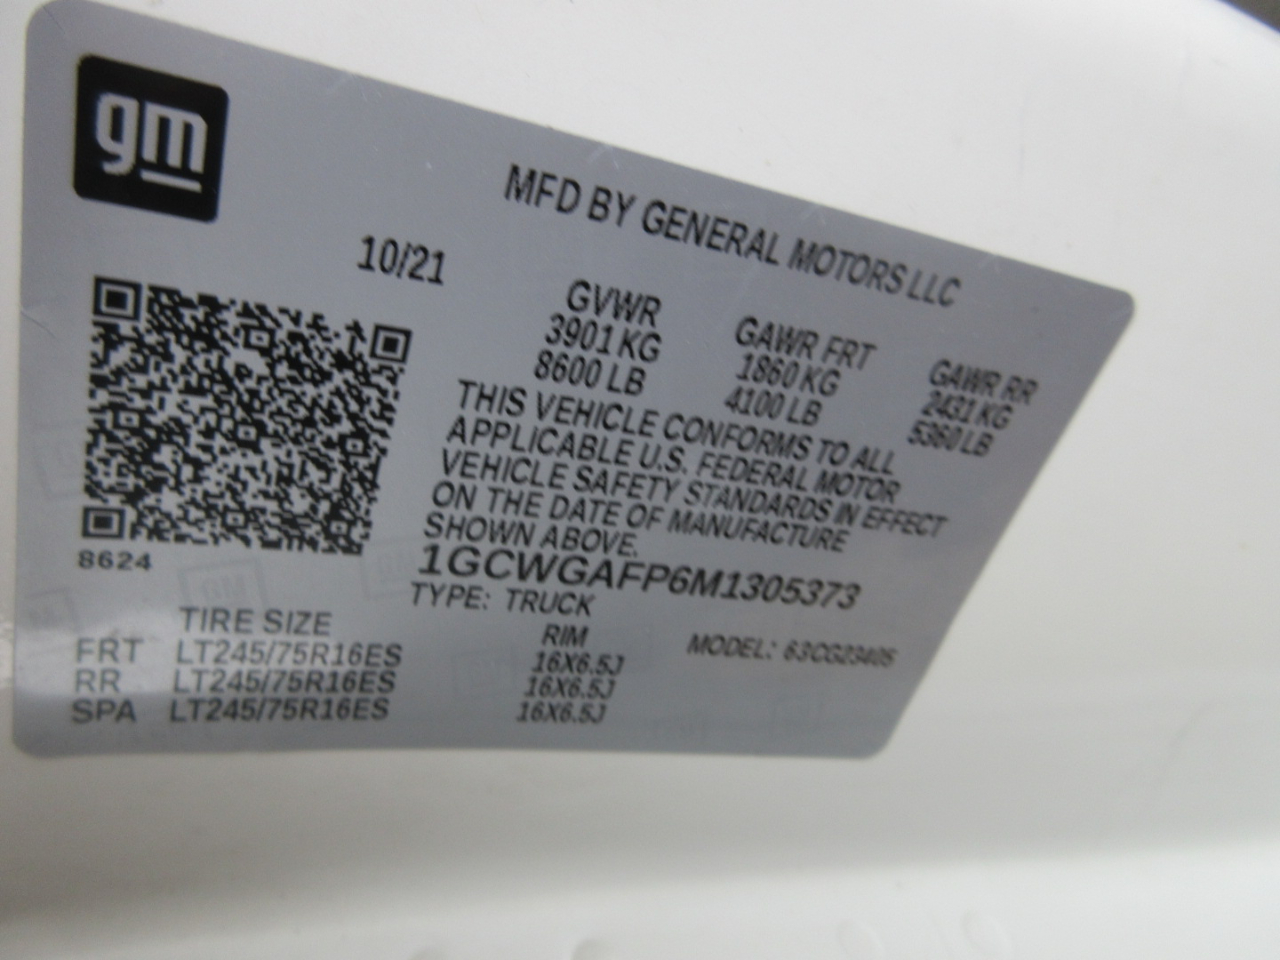 gm
MFD BY GENERAL MOTORS LLC
10/21
GVWR GAWR FRT GAWR RR
3901 KG 1860 KG 2431 KG
8600 LB 4100 LB 5360 LB
THIS VEHICLE CONFORMS TO ALL
APPLICABLE U.S. FEDERAL MOTOR
VEHICLE SAFETY STANDARDS IN EFFECT
ON THE DATE OF MANUFACTURE
SHOWN ABOVE.
8624
1GCWGAFP6M1305373
TYPE: TRUCK
MODEL: 63CG23405
TIRE SIZE RIM
FRT LT245/75R16ES 16X6.5J
RR LT245/75R16ES 16X6.5J
SPA LT245/75R16ES 16X6.5J